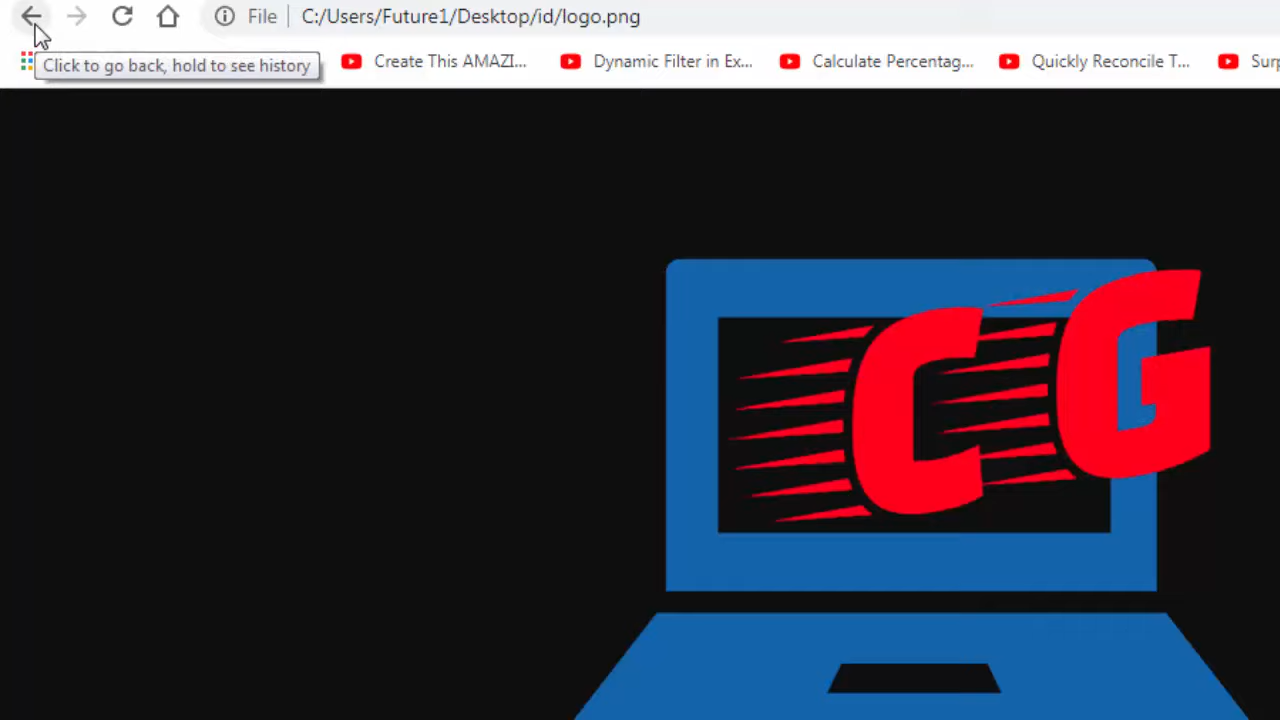 File C:/Users/Future1/Desktop/id/logo.png
Click to go back, hold to see history
Create This AMAZI... Dynamic Filter in Ex... Calculate Percentag... Quickly Reconcile T... Surp
CG